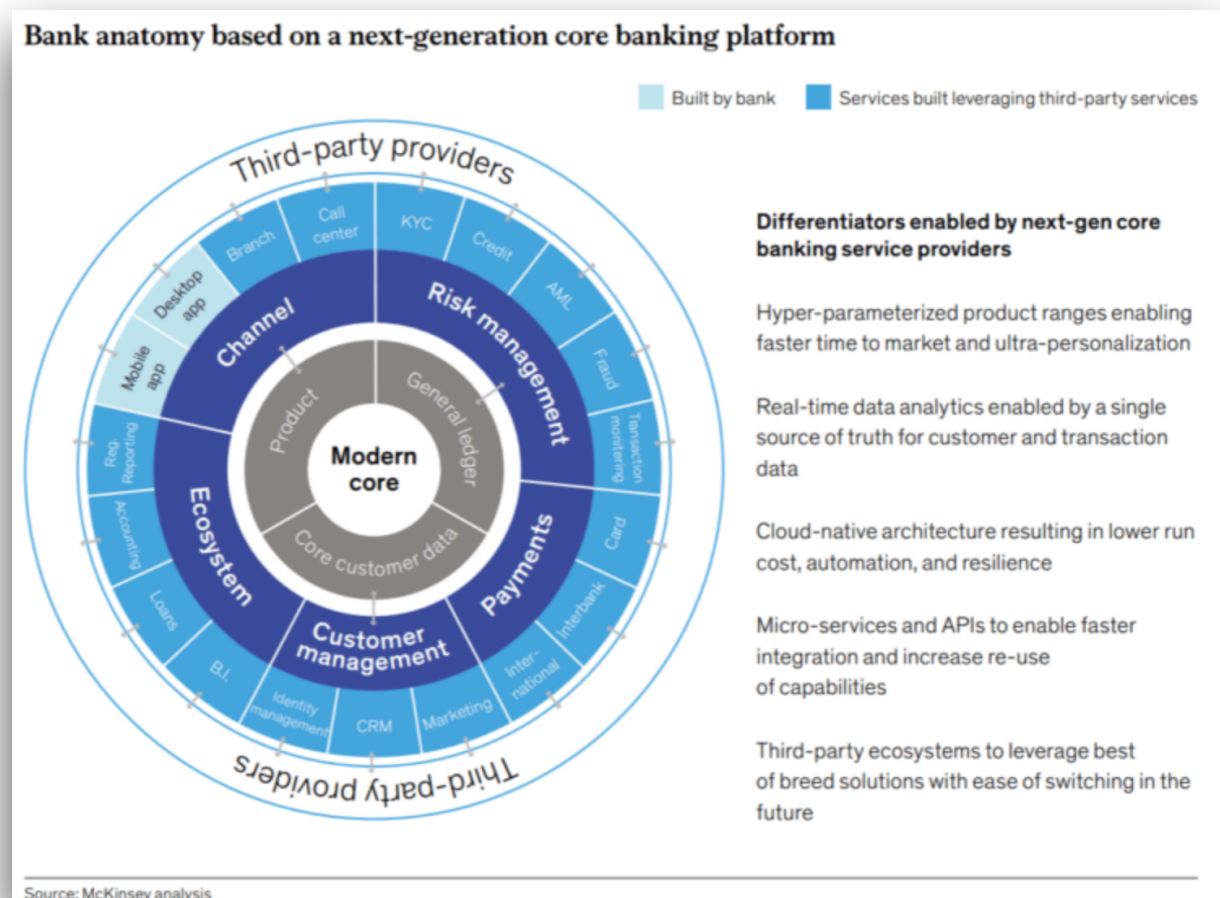 Bank anatomy based on a next-generation core banking platform
Built by bank
Services built leveraging third-party services
Third-party providers
Call
center
KYC
Credit
AML
Fraud
Transaction
monitering
Card
Interbank
Inter-
national
Marketing
CRM
Identity
management
B.I.
Loans
Accounting
Reg.
Reporting
Mobile
app
Desktop
app
Branch
Channel
Risk management
Payments
Customer
management
Ecosystem
Product
General ledger
Core customer data
Modern
core
Third-party providers
Differentiators enabled by next-gen core
banking service providers
Hyper-parameterized product ranges enabling
faster time to market and ultra-personalization
Real-time data analytics enabled by a single
source of truth for customer and transaction
data
Cloud-native architecture resulting in lower run
cost, automation, and resilience
Micro-services and APIs to enable faster
integration and increase re-use
of capabilities
Third-party ecosystems to leverage best
of breed solutions with ease of switching in the
future
Source: McKinsey analysis